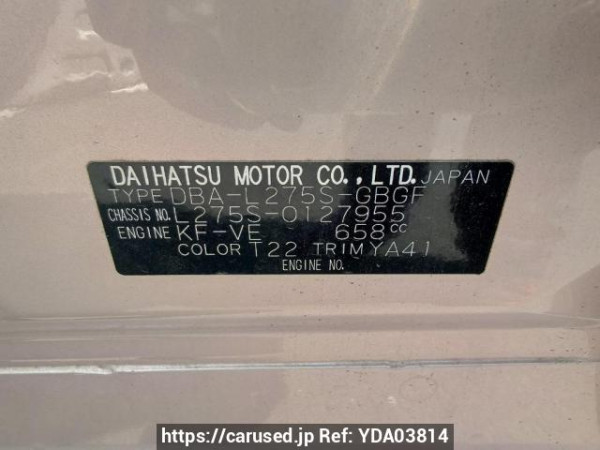 DAIHATSU MOTOR CO., LTD. JAPAN
TYPE DBA-L275S-GBGF
CHASSIS NO. L275S-0127955
ENGINE KF-VE 658cc
COLOR T22 TRIM YA41
ENGINE NO.
https://carused.jp Ref: YDA03814